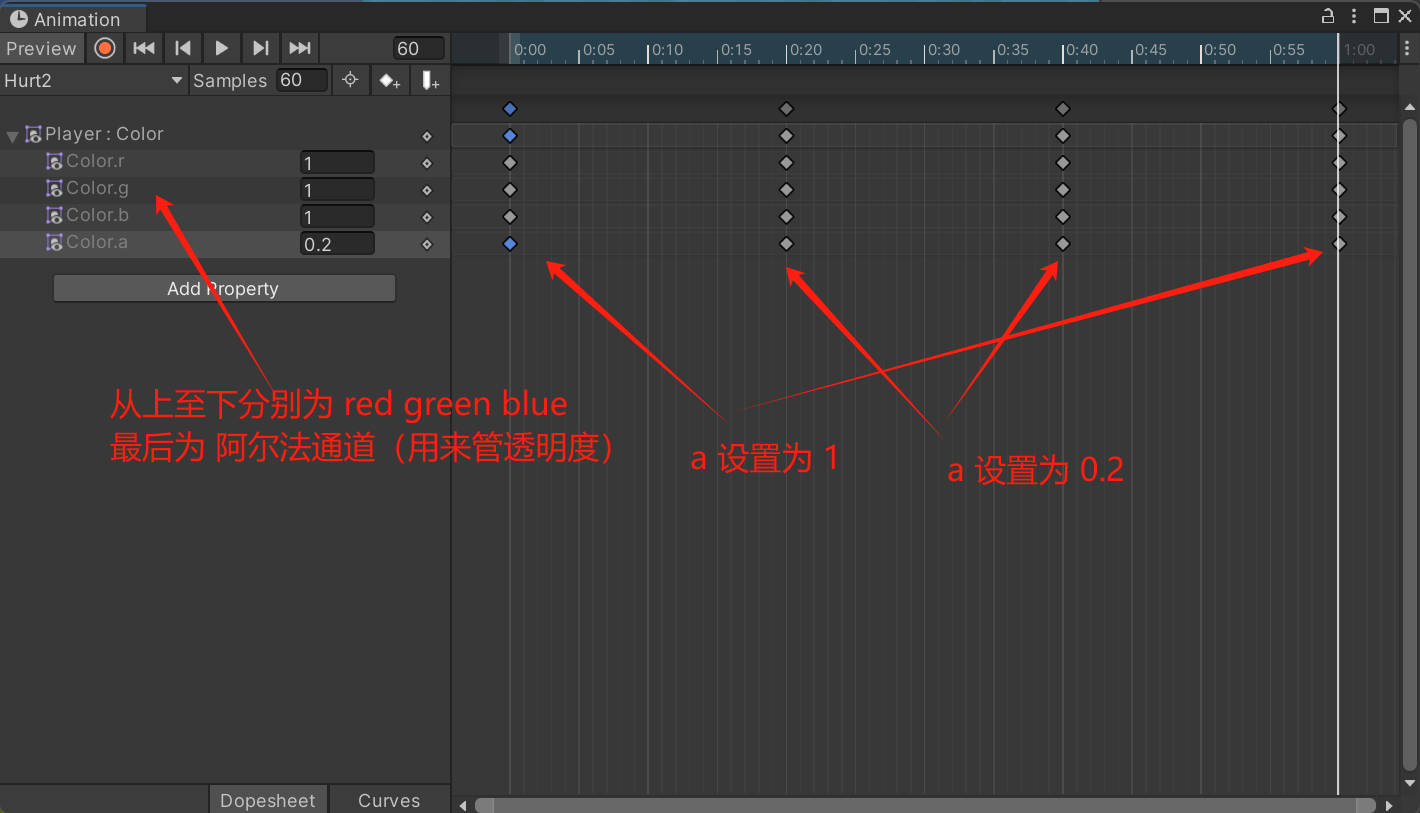 Animation
Preview
60
0:00 0:05 0:10 0:15 0:20 0:25 0:30 0:35 0:40 0:45 0:50 0:55 1:00
Hurt2 Samples 60
Player : Color
Color.r 1
Color.g 1
Color.b 1
Color.a 0.2
Add Property
从上至下分别为 red green blue
最后为 阿尔法通道（用来管透明度）
a 设置为 1
a 设置为 0.2
Dopesheet Curves